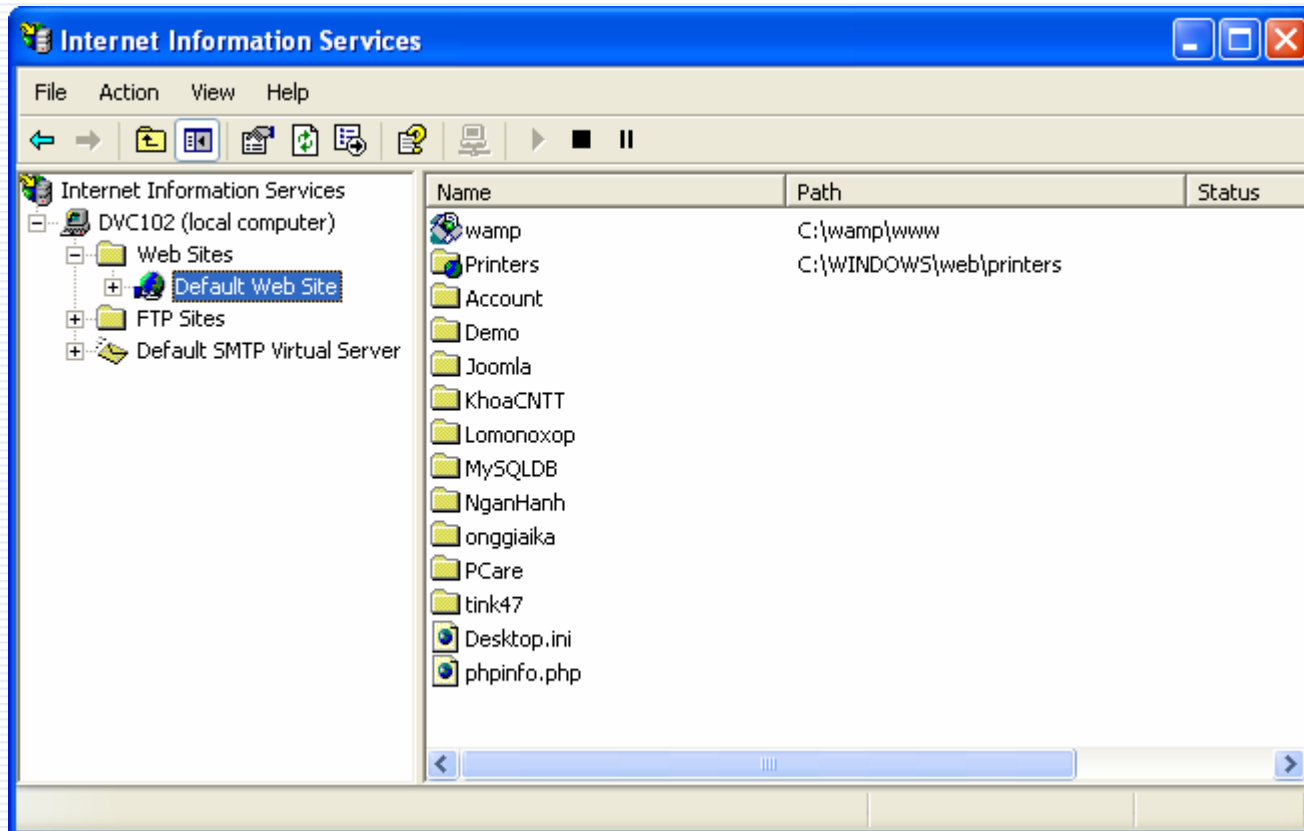 Internet Information Services
File Action View Help
Internet Information Services
DVC102 (local computer)
Web Sites
Default Web Site
FTP Sites
Default SMTP Virtual Server
Name Path Status
wamp C:\wamp\www
Printers C:\WINDOWS\web\printers
Account
Demo
Joomla
KhoaCNTT
Lomonoxop
MySQLDB
NganHanh
onggiaika
PCare
tink47
Desktop.ini
phpinfo.php